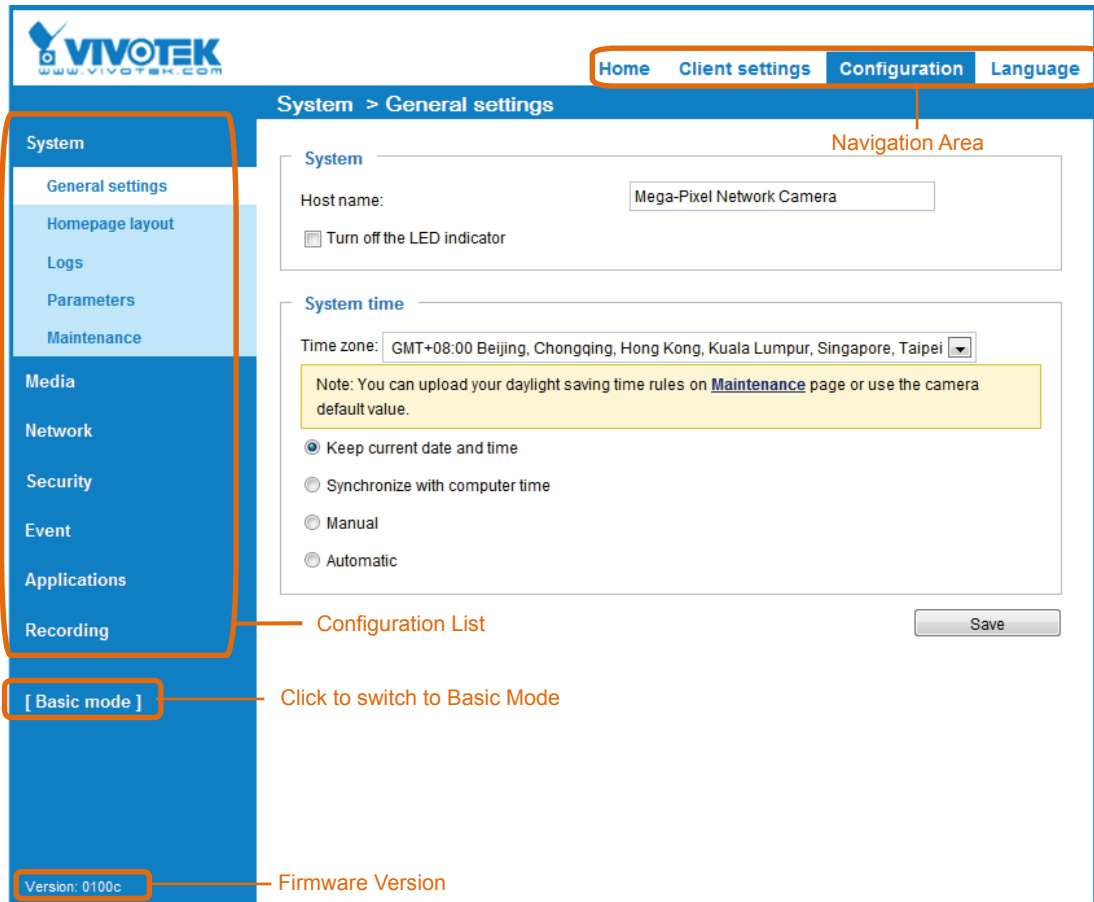 VIVOTEK
www.vivotek.com
Home Client settings Configuration Language
System > General settings
Navigation Area
System
General settings
Homepage layout
Logs
Parameters
Maintenance
Media
Network
Security
Event
Applications
Recording
[ Basic mode ]
Version: 0100c
System
Host name: Mega-Pixel Network Camera
Turn off the LED indicator
System time
Time zone: GMT+08:00 Beijing, Chongqing, Hong Kong, Kuala Lumpur, Singapore, Taipei
Note: You can upload your daylight saving time rules on Maintenance page or use the camera
default value.
Keep current date and time
Synchronize with computer time
Manual
Automatic
Save
Configuration List
Click to switch to Basic Mode
Firmware Version